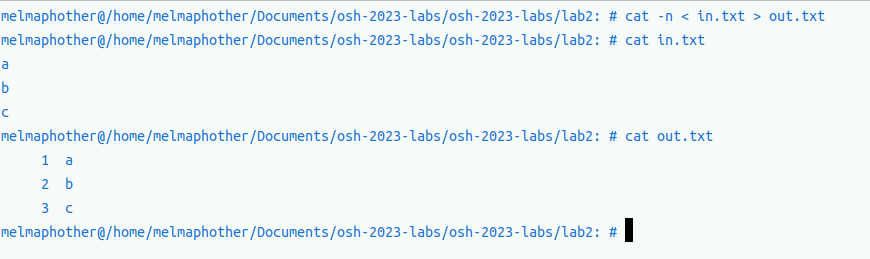 melmaphother@/home/melmaphother/Documents/osh-2023-labs/osh-2023-labs/lab2: # cat -n < in.txt > out.txt
melmaphother@/home/melmaphother/Documents/osh-2023-labs/osh-2023-labs/lab2: # cat in.txt
a
b
c
melmaphother@/home/melmaphother/Documents/osh-2023-labs/osh-2023-labs/lab2: # cat out.txt
     1  a
     2  b
     3  c
melmaphother@/home/melmaphother/Documents/osh-2023-labs/osh-2023-labs/lab2: #